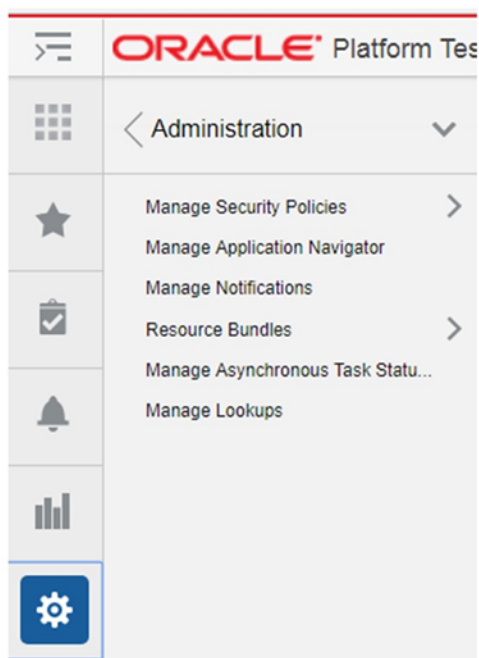 ORACLE Platform Tes
Administration
Manage Security Policies
Manage Application Navigator
Manage Notifications
Resource Bundles
Manage Asynchronous Task Statu...
Manage Lookups